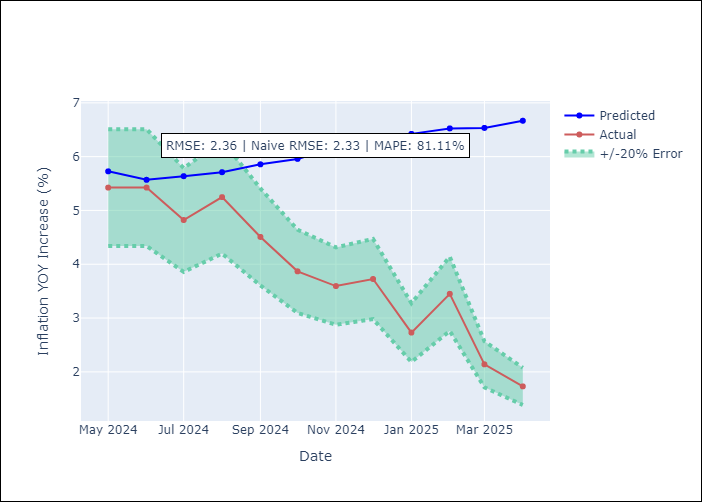 7
RMSE: 2.36 | Naive RMSE: 2.33 | MAPE: 81.11%
6
5
4
3
2
Inflation YOY Increase (%)
May 2024 Jul 2024 Sep 2024 Nov 2024 Jan 2025 Mar 2025
Date
Predicted
Actual
+/-20% Error